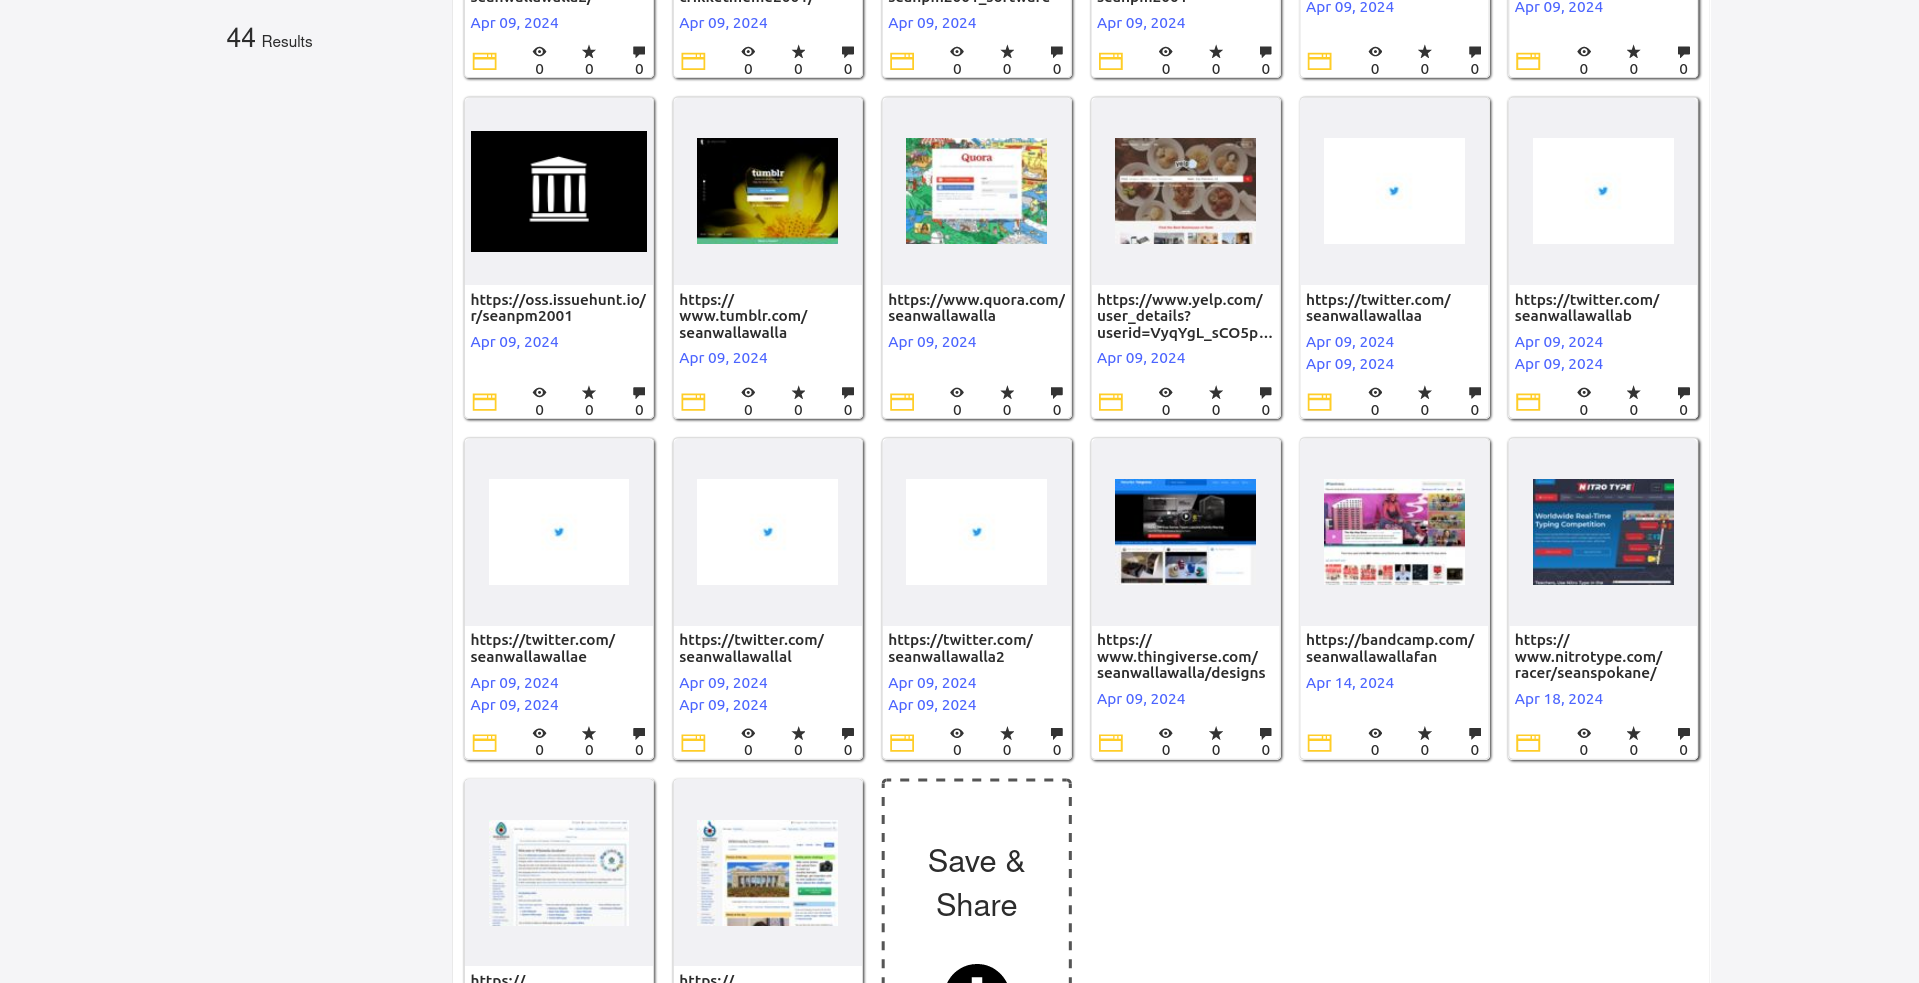 44 Results
Apr 09, 2024
Apr 09, 2024
Apr 09, 2024
Apr 09, 2024
Apr 09, 2024
Apr 09, 2024
0 0 0
0 0 0
0 0 0
0 0 0
0 0 0
0 0 0
https://oss.issuehunt.io/
r/seanpm2001
Apr 09, 2024
0 0 0
tumblr
https://
www.tumblr.com/
seanwallawalla
Apr 09, 2024
0 0 0
Quora
https://www.quora.com/
seanwallawalla
Apr 09, 2024
0 0 0
yelp
Find the Best Businesses in Town
https://www.yelp.com/
user_details?
userid=VyqYgL_sCO5p…
Apr 09, 2024
0 0 0
https://twitter.com/
seanwallawallaa
Apr 09, 2024
Apr 09, 2024
0 0 0
https://twitter.com/
seanwallawallab
Apr 09, 2024
Apr 09, 2024
0 0 0
https://twitter.com/
seanwallawallae
Apr 09, 2024
Apr 09, 2024
0 0 0
https://twitter.com/
seanwallawallal
Apr 09, 2024
Apr 09, 2024
0 0 0
https://twitter.com/
seanwallawalla2
Apr 09, 2024
Apr 09, 2024
0 0 0
https://
www.thingiverse.com/
seanwallawalla/designs
Apr 09, 2024
0 0 0
https://bandcamp.com/
seanwallawallafan
Apr 14, 2024
0 0 0
NITRO TYPE
Worldwide Real-Time
Typing Competition
https://
www.nitrotype.com/
racer/seanspokane/
Apr 18, 2024
0 0 0
https://
Wikimedia Commons
https://
Save &
Share